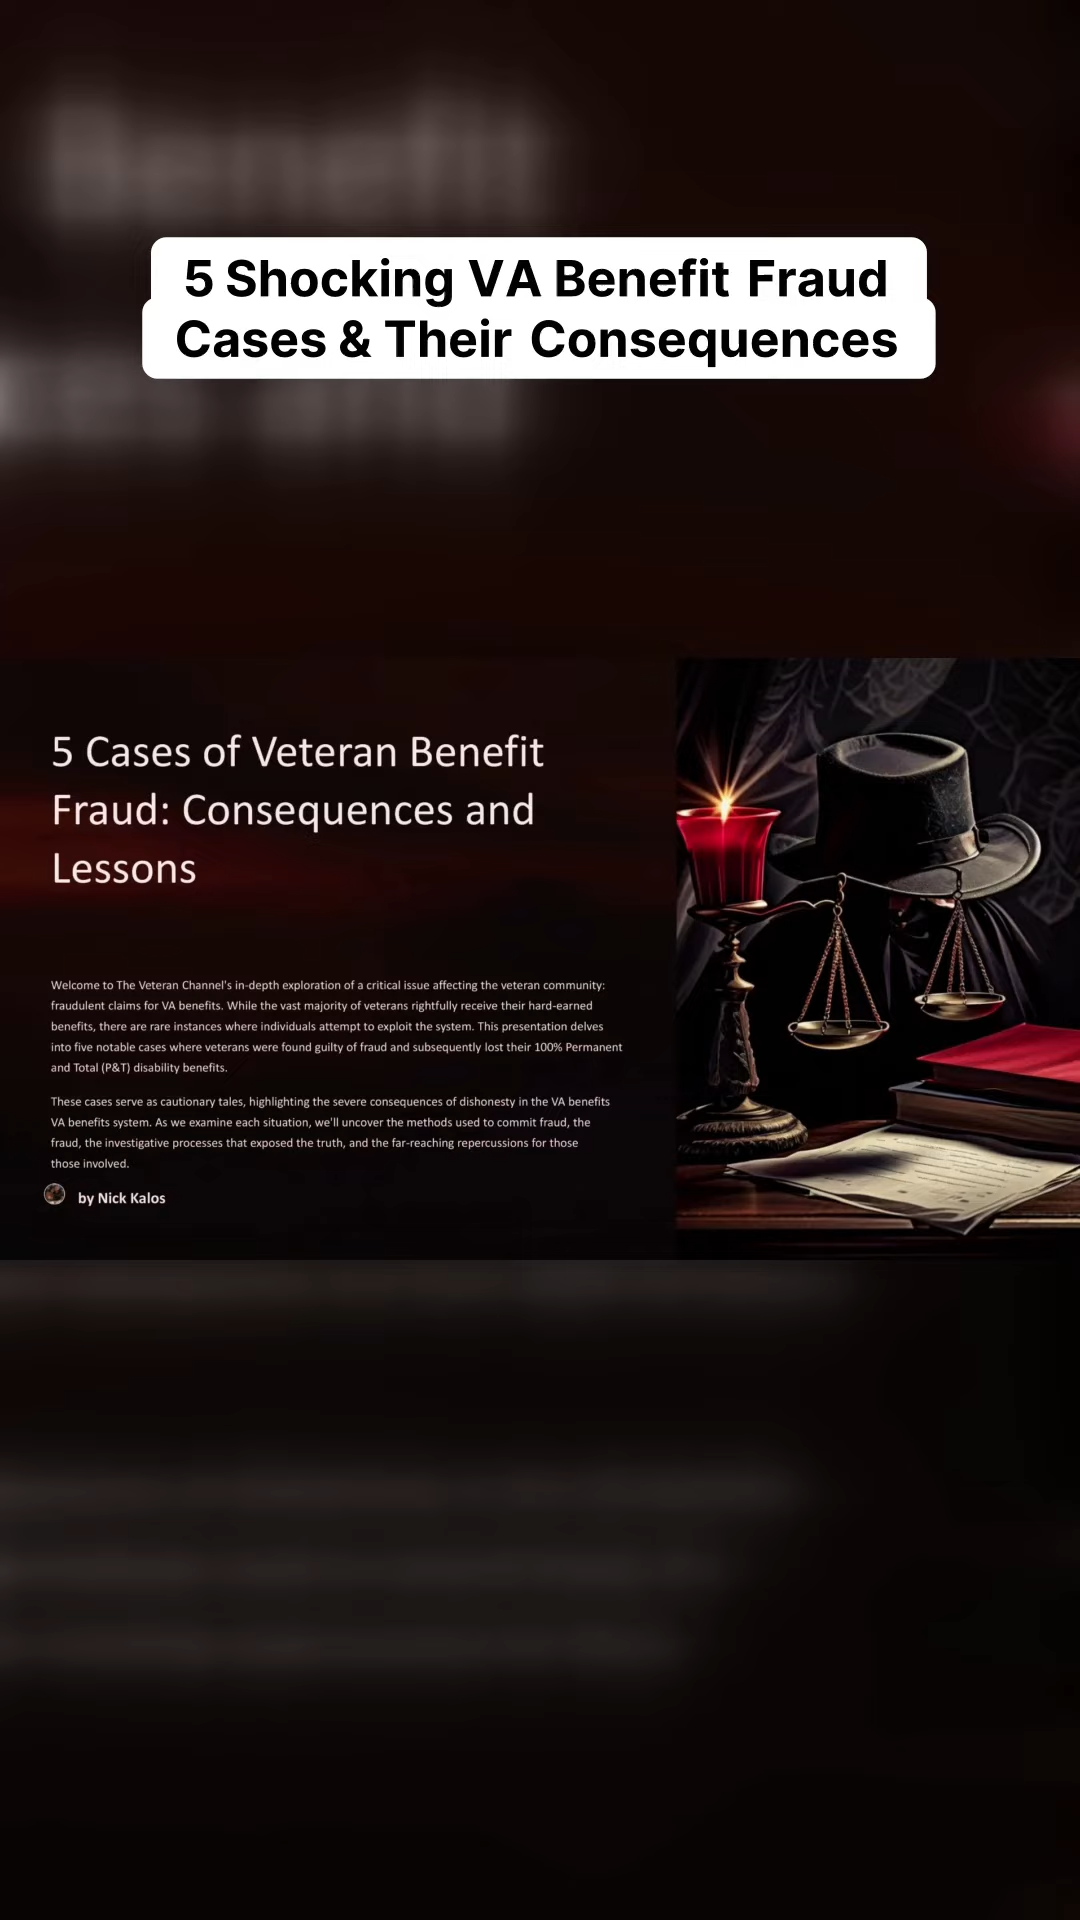 Benefit
5 Shocking VA Benefit Fraud
Cases & Their Consequences
and
5 Cases of Veteran Benefit
Fraud: Consequences and
Lessons
Welcome to The Veteran Channel's in-depth exploration of a critical issue affecting the veteran community:
fraudulent claims for VA benefits. While the vast majority of veterans rightfully receive their hard-earned
benefits, there are rare instances where individuals attempt to exploit the system. This presentation delves
into five notable cases where veterans were found guilty of fraud and subsequently lost their 100% Permanent
and Total (P&T) disability benefits.
These cases serve as cautionary tales, highlighting the severe consequences of dishonesty in the VA benefits
VA benefits system. As we examine each situation, we'll uncover the methods used to commit fraud, the
fraud, the investigative processes that exposed the truth, and the far-reaching repercussions for those
those involved.
by Nick Kalos